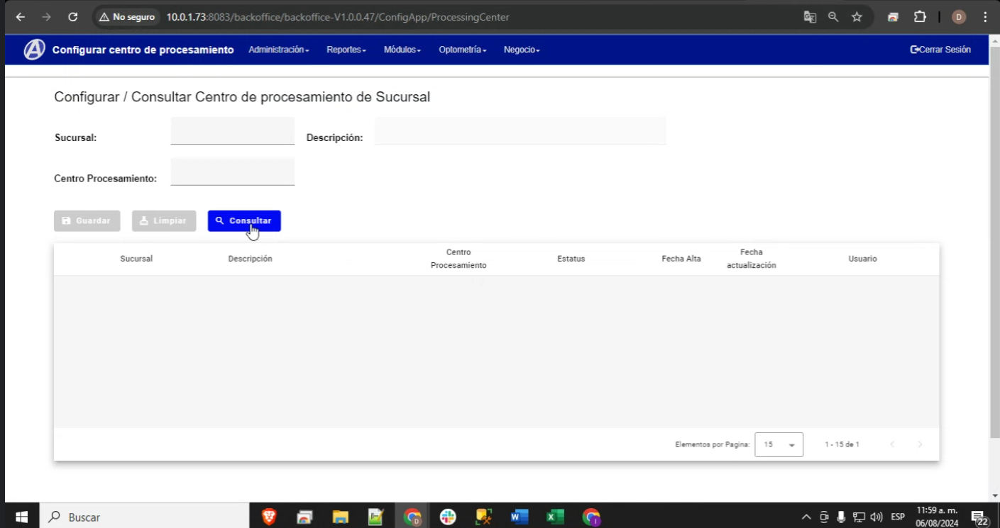 No seguro 10.0.1.73:8083/backoffice/backoffice-V1.0.0.47/ConfigApp/ProcessingCenter D
A Configurar centro de procesamiento Administración Reportes Módulos Optometría Negocio Cerrar Sesión
Configurar / Consultar Centro de procesamiento de Sucursal
Sucursal: Descripción:
Centro Procesamiento:
Guardar Limpiar Consultar
Sucursal Descripción Centro Procesamiento Estatus Fecha Alta Fecha actualización Usuario
Elementos por Pagina: 15 1 - 15 de 1
Buscar ESP 11:59 a. m.
06/08/2024 22